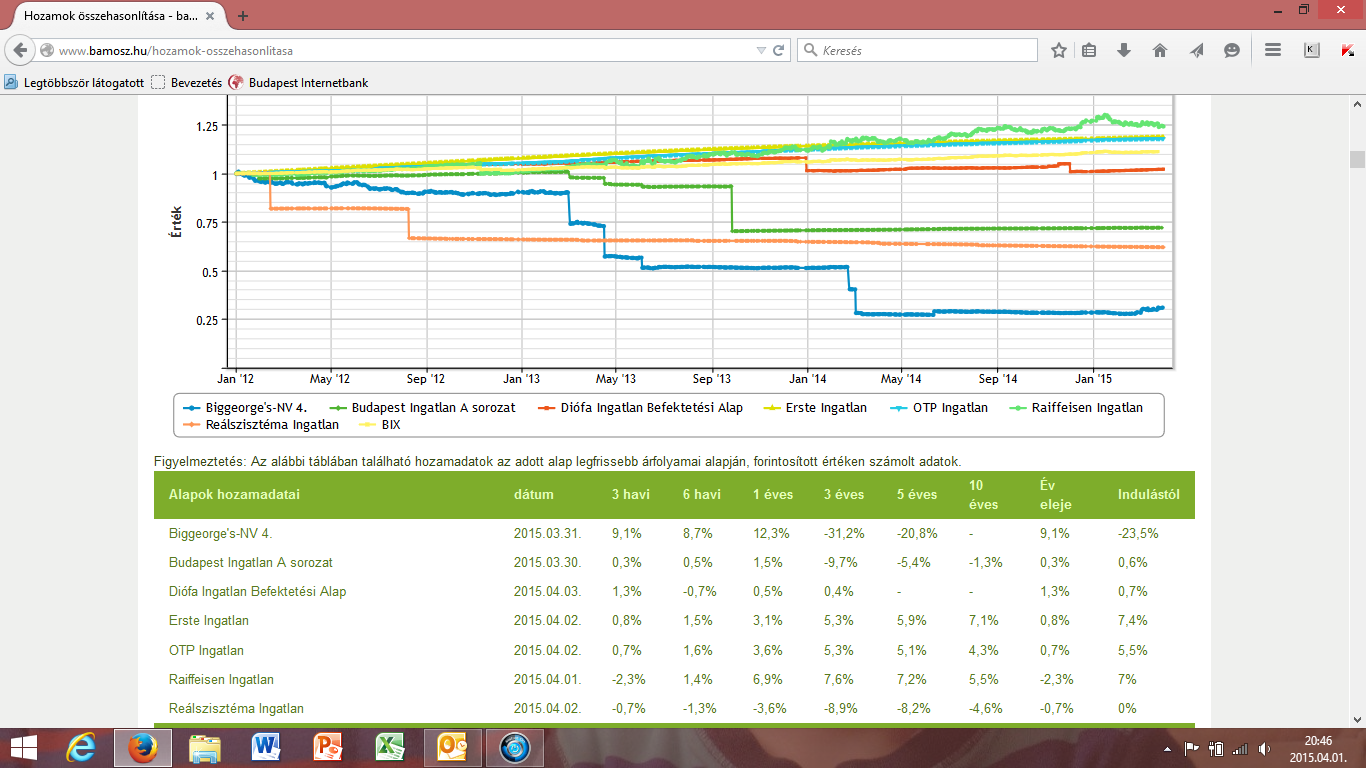 Hozamok összehasonlítása - ba...
www.bamosz.hu/hozamok-osszehasonlitasa
Keresés
Legtöbbször látogatott Bevezetés Budapest Internetbank
1.25
1
0.75
0.5
0.25
Érték
Jan '12 May '12 Sep '12 Jan '13 May '13 Sep '13 Jan '14 May '14 Sep '14 Jan '15
Biggeorge's-NV 4. Budapest Ingatlan A sorozat Diófa Ingatlan Befektetési Alap Erste Ingatlan OTP Ingatlan Raiffeisen Ingatlan
Reálszisztéma Ingatlan BIX
Figyelmeztetés: Az alábbi táblában található hozamadatok az adott alap legfrissebb árfolyamai alapján, forintosított értéken számolt adatok.
Alapok hozamadatai dátum 3 havi 6 havi 1 éves 3 éves 5 éves 10 éves Év eleje Indulástól
Biggeorge's-NV 4. 2015.03.31. 9,1% 8,7% 12,3% -31,2% -20,8% - 9,1% -23,5%
Budapest Ingatlan A sorozat 2015.03.30. 0,3% 0,5% 1,5% -9,7% -5,4% -1,3% 0,3% 0,6%
Diófa Ingatlan Befektetési Alap 2015.04.03. 1,3% -0,7% 0,5% 0,4% - - 1,3% 0,7%
Erste Ingatlan 2015.04.02. 0,8% 1,5% 3,1% 5,3% 5,9% 7,1% 0,8% 7,4%
OTP Ingatlan 2015.04.02. 0,7% 1,6% 3,6% 5,3% 5,1% 4,3% 0,7% 5,5%
Raiffeisen Ingatlan 2015.04.01. -2,3% 1,4% 6,9% 7,6% 7,2% 5,5% -2,3% 7%
Reálszisztéma Ingatlan 2015.04.02. -0,7% -1,3% -3,6% -8,9% -8,2% -4,6% -0,7% 0%
20:46
2015.04.01.